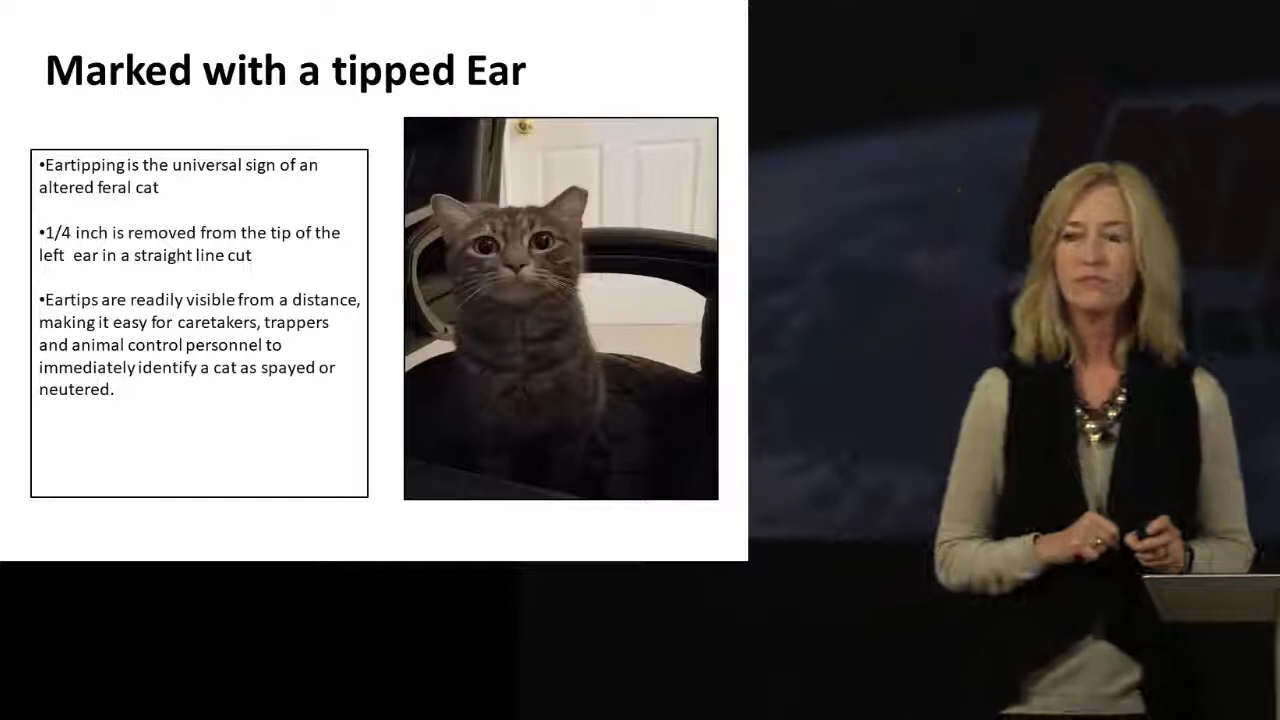 Marked with a tipped Ear
•Eartipping is the universal sign of an
altered feral cat
•1/4 inch is removed from the tip of the
left ear in a straight line cut
•Eartips are readily visible from a distance,
making it easy for caretakers, trappers
and animal control personnel to
immediately identify a cat as spayed or
neutered.